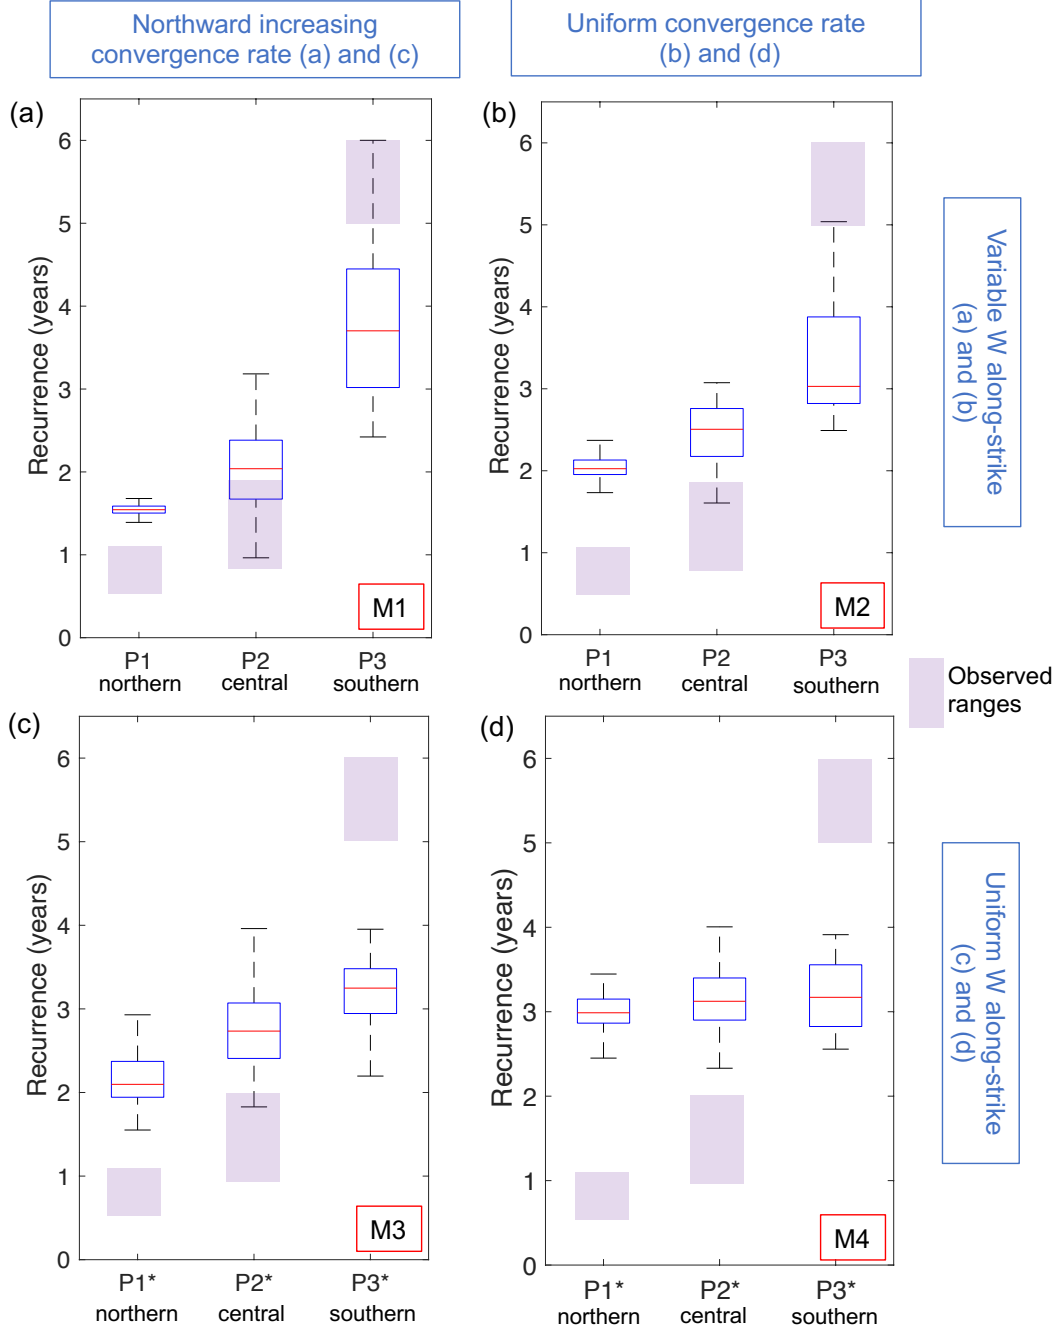 Northward increasing
convergence rate (a) and (c)
Uniform convergence rate
(b) and (d)
(a)
6
5
4
3
2
1
0
Recurrence (years)
P1
P2
P3
northern
central
southern
M1
(b)
6
5
4
3
2
1
0
Recurrence (years)
P1
P2
P3
northern
central
southern
M2
Variable W along-strike
(a) and (b)
Observed
ranges
(c)
6
5
4
3
2
1
0
Recurrence (years)
P1*
P2*
P3*
northern
central
southern
M3
(d)
6
5
4
3
2
1
0
Recurrence (years)
P1*
P2*
P3*
northern
central
southern
M4
Uniform W along-strike
(c) and (d)